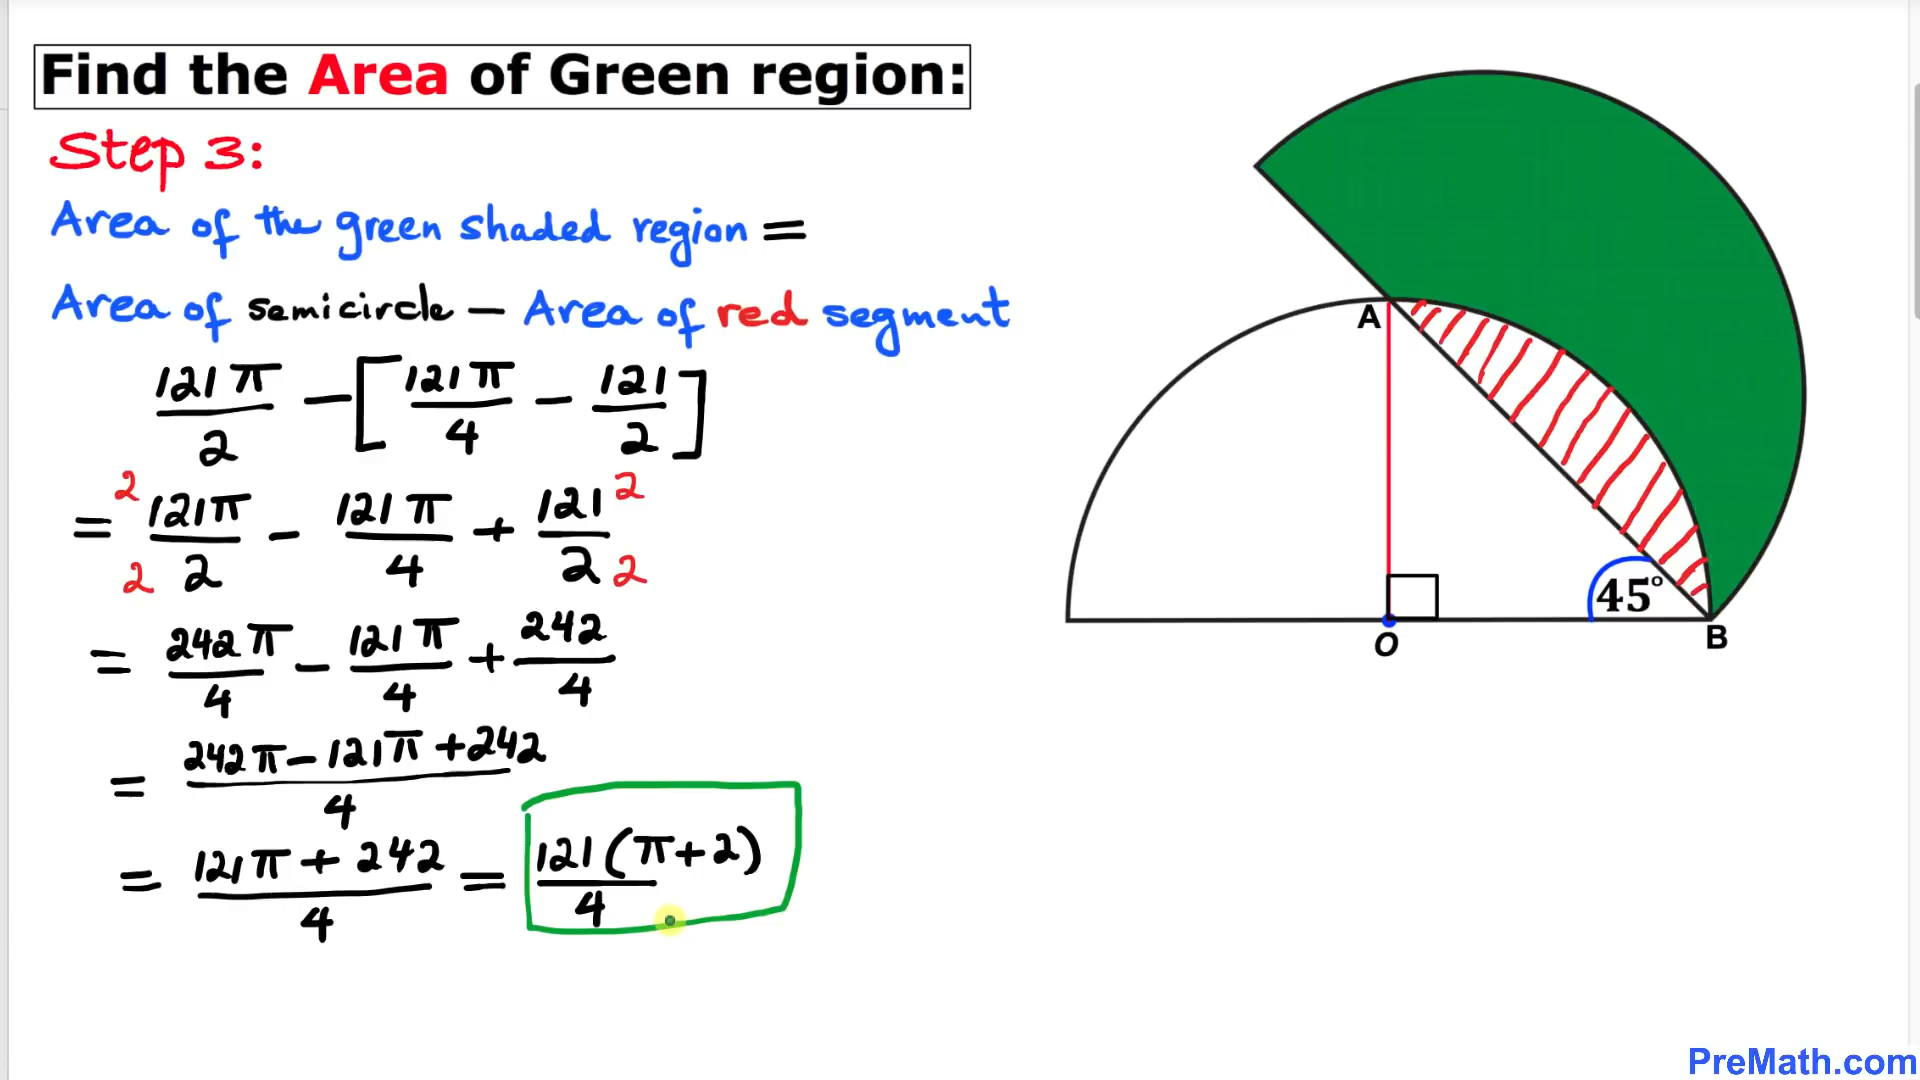 Find the Area of Green region:
Step 3:
Area of the green shaded region =
Area of semicircle - Area of red segment
121π/2 - [121π/4 - 121/2]
= 2 121π/2 2 - 121π/4 + 121 2/2 2
= 242π/4 - 121π/4 + 242/4
= 242π - 121π + 242/4
= 121π + 242/4 = 121(π+2)/4
A
45°
O
B
PreMath.com